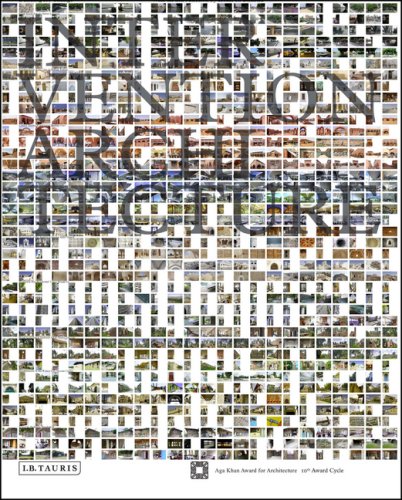 INTER
VENTION
ARCHI
TECTURE
I.B.TAURIS
Aga Khan Award for Architecture 10th Award Cycle